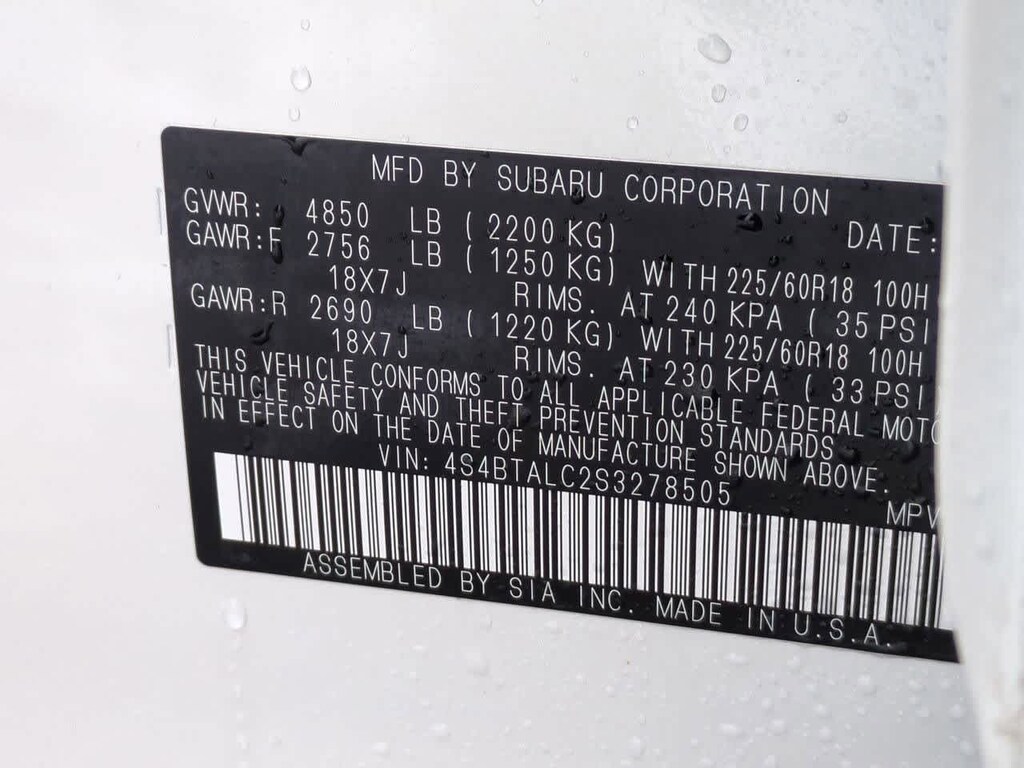 MFD BY SUBARU CORPORATION
DATE:
GVWR: 4850 LB ( 2200 KG)
GAWR:F 2756 LB ( 1250 KG) WITH 225/60R18 100H
18X7J RIMS. AT 240 KPA ( 35 PSI
GAWR:R 2690 LB ( 1220 KG) WITH 225/60R18 100H
18X7J RIMS. AT 230 KPA ( 33 PSI
THIS VEHICLE CONFORMS TO ALL APPLICABLE FEDERAL MOTO
VEHICLE SAFETY AND THEFT PREVENTION STANDARDS
IN EFFECT ON THE DATE OF MANUFACTURE SHOWN ABOVE.
VIN: 4S4BTALC2S3278505
MPV
ASSEMBLED BY SIA INC. MADE IN U.S.A.